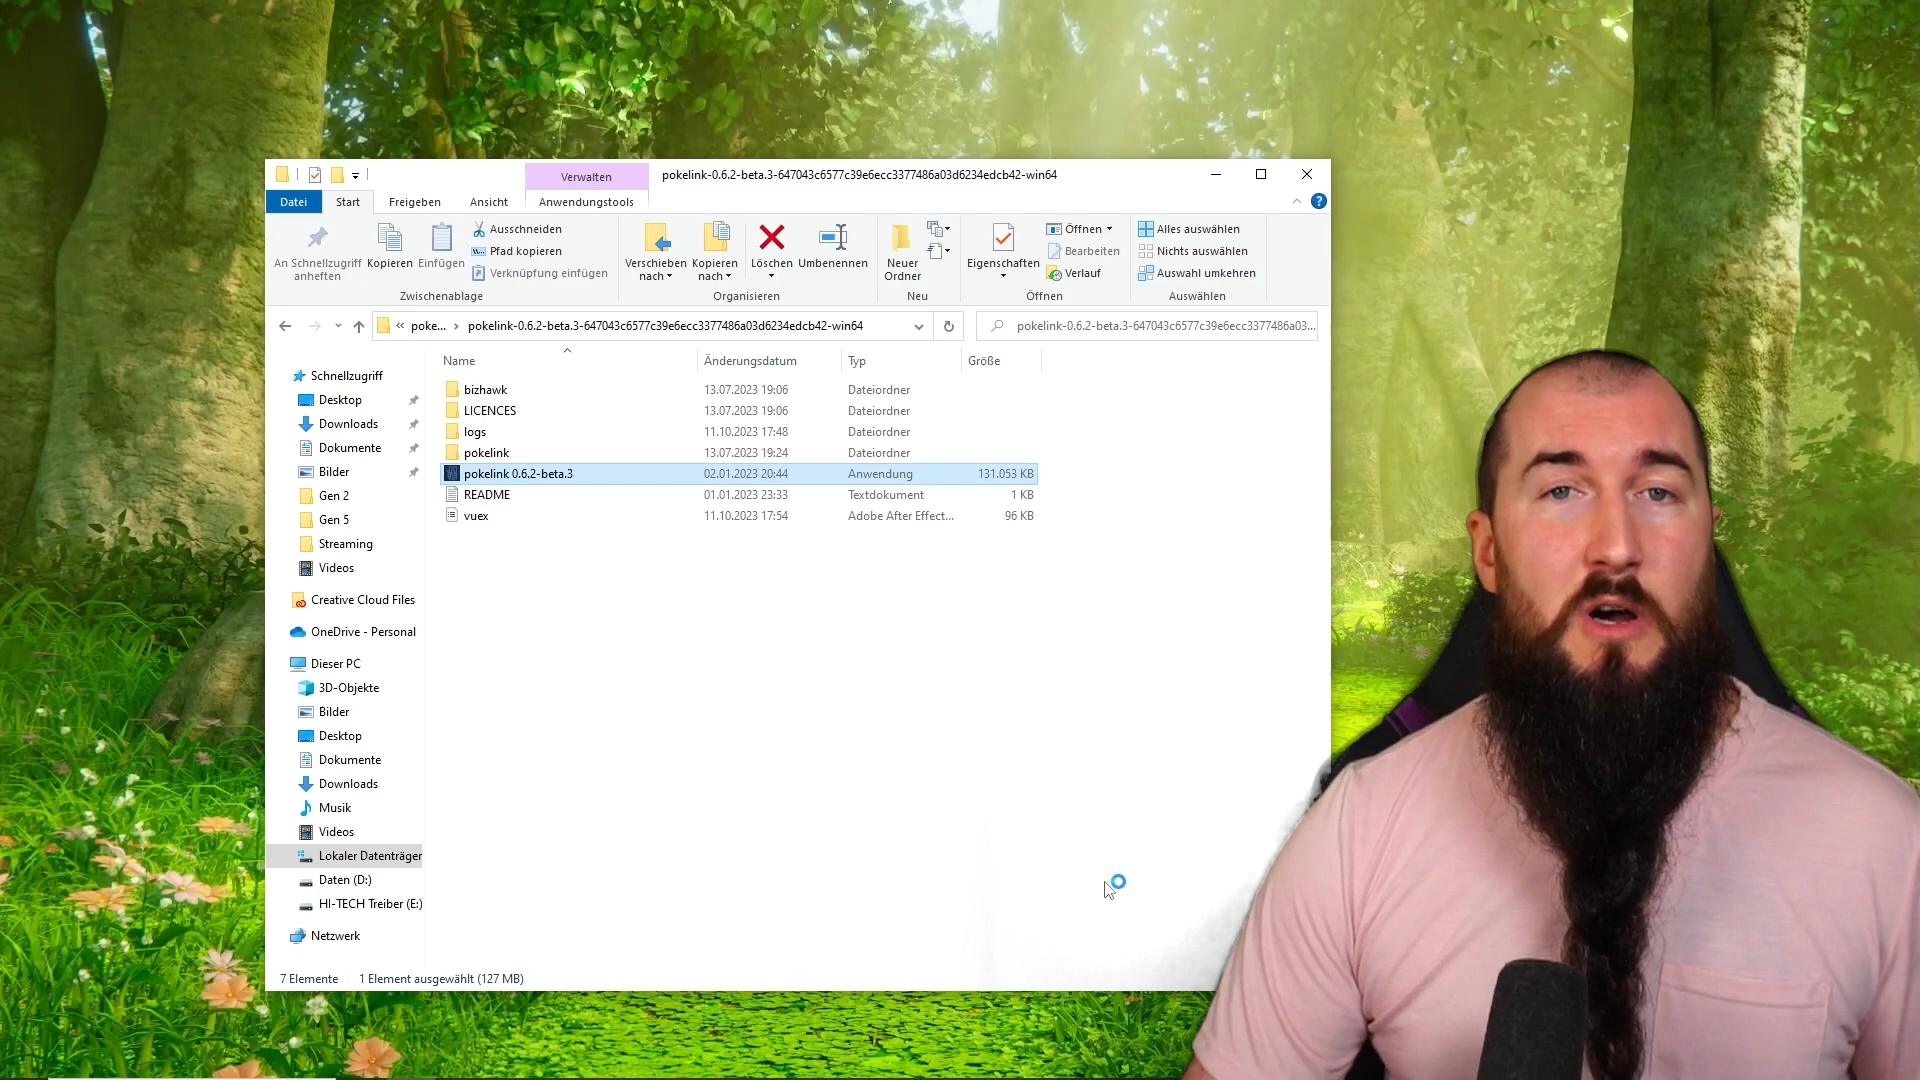 Verwalten
pokelink-0.6.2-beta.3-647043c6577c39e6ecc3377486a03d6234edcb42-win64
Datei
Start
Freigeben
Ansicht
Anwendungstools
An Schnellzugriff
anheften
Kopieren
Einfügen
Ausschneiden
Pfad kopieren
Verknüpfung einfügen
Zwischenablage
Verschieben
nach
Kopieren
nach
Löschen
Umbenennen
Organisieren
Neuer
Ordner
Neu
Eigenschaften
Öffnen
Bearbeiten
Verlauf
Öffnen
Alles auswählen
Nichts auswählen
Auswahl umkehren
Auswählen
« poke... › pokelink-0.6.2-beta.3-647043c6577c39e6ecc3377486a03d6234edcb42-win64
pokelink-0.6.2-beta.3-647043c6577c39e6ecc3377486a03...
Schnellzugriff
Desktop
Downloads
Dokumente
Bilder
Gen 2
Gen 5
Streaming
Videos
Creative Cloud Files
OneDrive - Personal
Dieser PC
3D-Objekte
Bilder
Desktop
Dokumente
Downloads
Musik
Videos
Lokaler Datenträger
Daten (D:)
HI-TECH Treiber (E:)
Netzwerk
Name Änderungsdatum Typ Größe
bizhawk 13.07.2023 19:06 Dateiordner
LICENCES 13.07.2023 19:06 Dateiordner
logs 11.10.2023 17:48 Dateiordner
pokelink 13.07.2023 19:24 Dateiordner
pokelink 0.6.2-beta.3 02.01.2023 20:44 Anwendung 131.053 KB
README 01.01.2023 23:33 Textdokument 1 KB
vuex 11.10.2023 17:54 Adobe After Effect... 96 KB
7 Elemente 1 Element ausgewählt (127 MB)